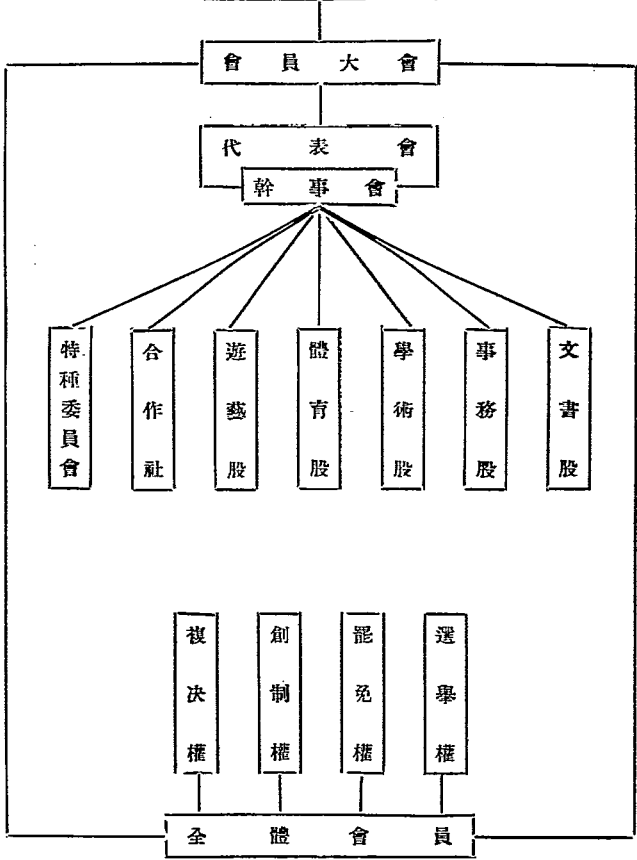 會員大會
代表會
幹事會
文書股
事務股
學術股
體育股
遊藝股
合作社
特種委員會
選舉權
罷免權
創制權
複決權
全體會員